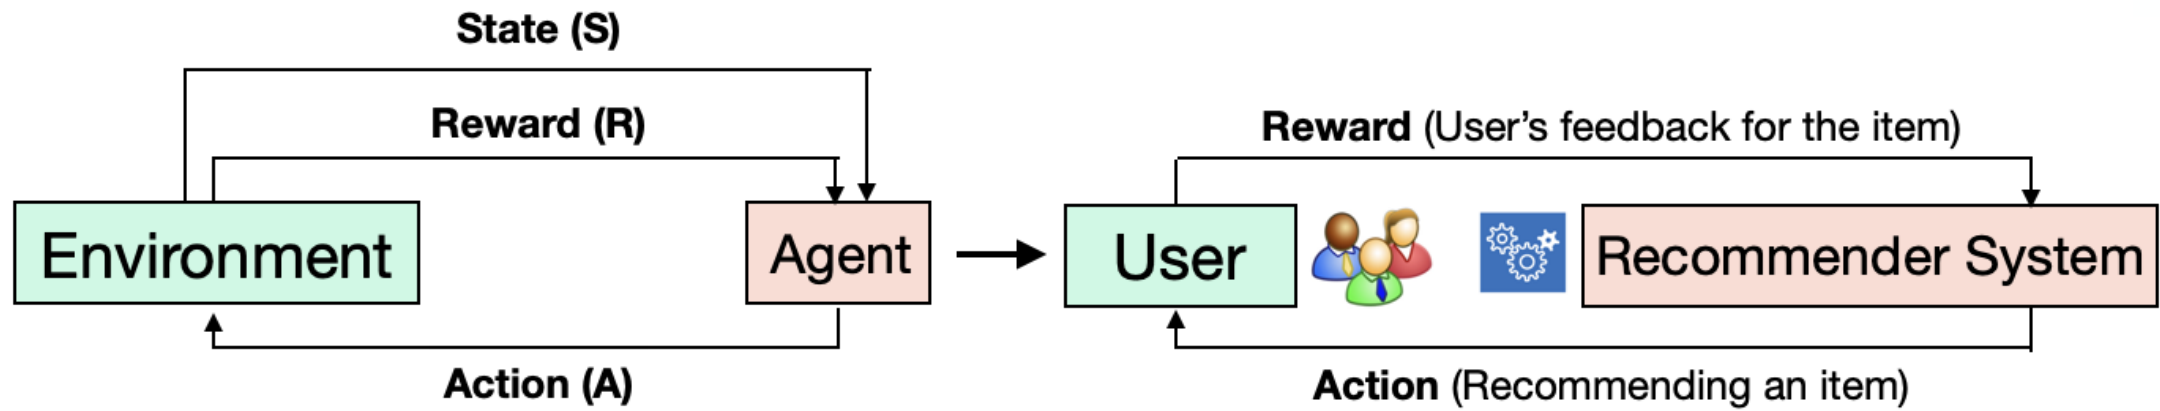 State (S)
Reward (R)
Environment
Agent
Action (A)
Reward (User's feedback for the item)
User
Recommender System
Action (Recommending an item)